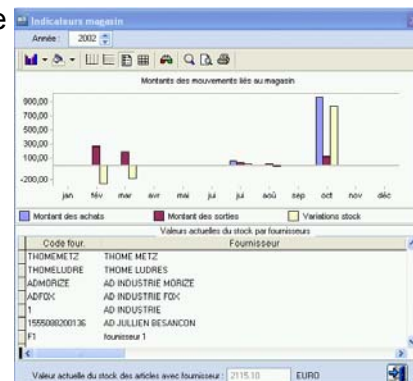 e
Indicateurs magasin
Année : 2002
Montants des mouvements liés au magasin
900,00
700,00
500,00
300,00
100,00
-200,00
jan fév mar avr mai jui jui aoû sep oct nov déc
Montant des achats Montant des sorties Variations stock
Valeurs actuelles du stock par fournisseurs
Code four. Fournisseur
THOMEMETZ THOME METZ
THOMELUDRE THOME LUDRES
ADMORIZE AD INDUSTRIE MORIZE
ADFOX AD INDUSTRIE FOX
1 AD INDUSTRIE
1555088200136 AD JULLIEN BESANCON
F1 fournisseur 1
Valeur actuelle du stock des articles avec fournisseur : 2115.10 EURO